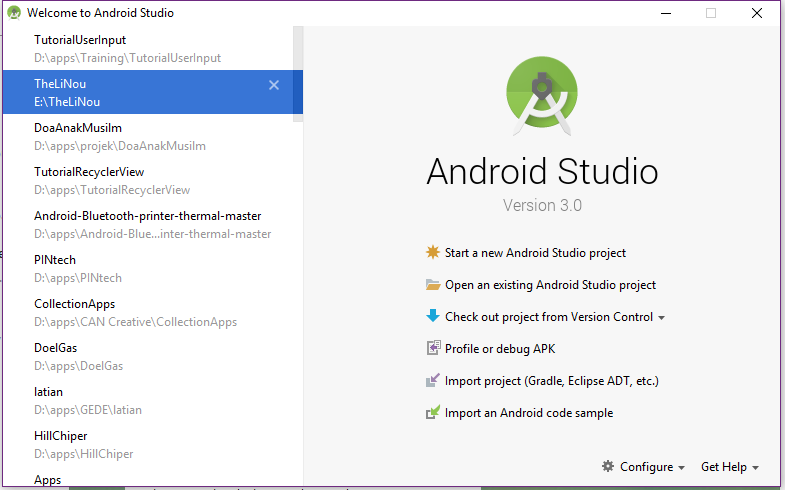 Welcome to Android Studio
TutorialUserInput
D:\apps\Training\TutorialUserInput
TheLiNou
E:\TheLiNou
DoaAnakMusilm
D:\apps\projek\DoaAnakMusilm
TutorialRecyclerView
D:\apps\TutorialRecyclerView
Android-Bluetooth-printer-thermal-master
D:\apps\Android-Blue...inter-thermal-master
PINtech
D:\apps\PINtech
CollectionApps
D:\apps\CAN Creative\CollectionApps
DoelGas
D:\apps\DoelGas
latian
D:\apps\GEDE\latian
HillChiper
D:\apps\HillChiper
Apps
Android Studio
Version 3.0
Start a new Android Studio project
Open an existing Android Studio project
Check out project from Version Control
Profile or debug APK
Import project (Gradle, Eclipse ADT, etc.)
Import an Android code sample
Configure
Get Help